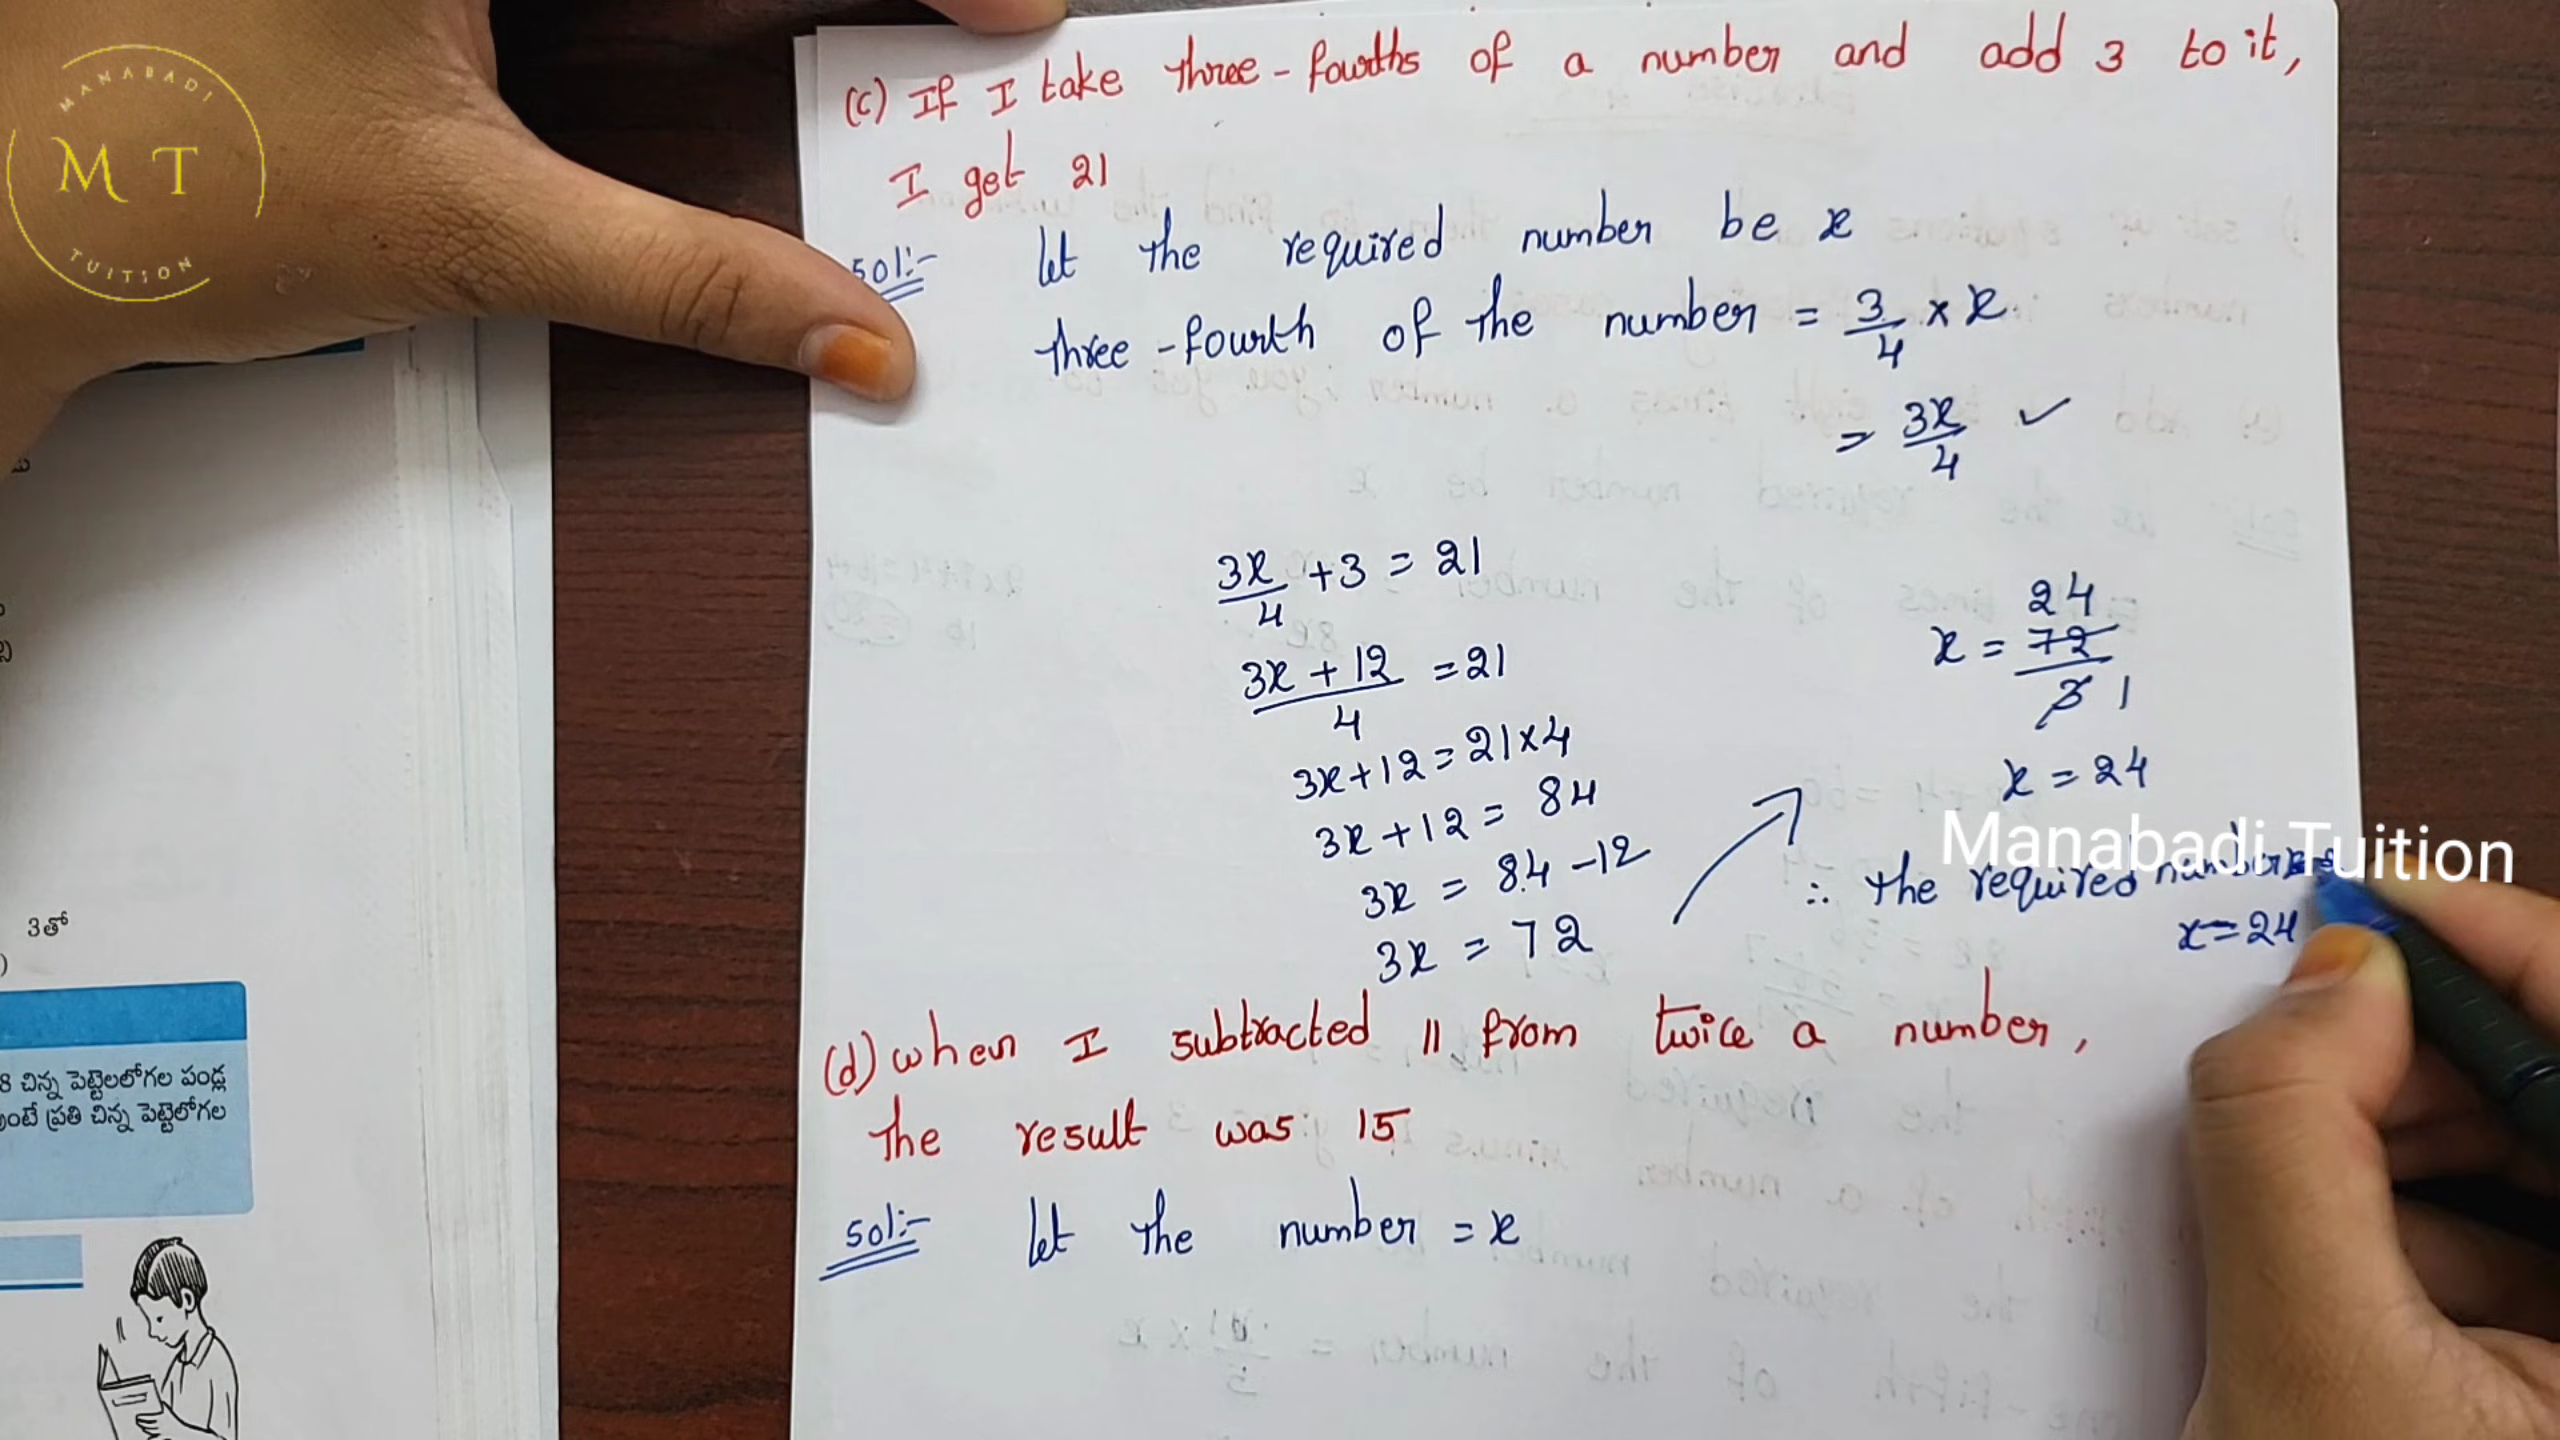 MANABADI
M T
TUITION
(c) If I take three-fourths of a number and add 3 to it,
I get 21
Sol:-
let the required number be x
three-fourth of the number = 3/4 × x
= 3x/4 ✓
3x/4 + 3 = 21
3x + 12/4 = 21
3x+12 = 21×4
3x+12 = 84
3x = 84 - 12
3x = 72
24
x = 72/3 1
x = 24
∴ the required number
x = 24
Manabadi Tuition
(d) when I subtracted 11 from twice a number,
the result was 15
Sol:- let the number = x
3తో
8 చిన్న పెట్టెలలోగల పండ్ల
ప్రతి చిన్న పెట్టెలోగల